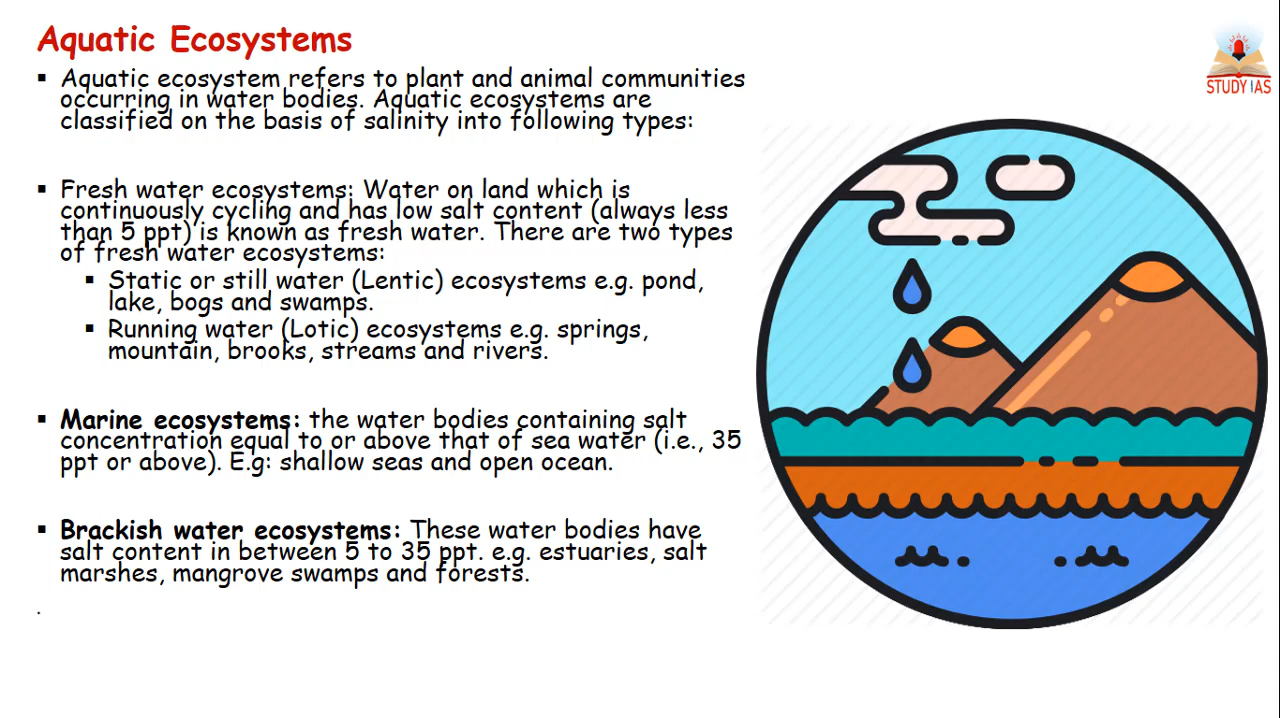 Aquatic Ecosystems
▪ Aquatic ecosystem refers to plant and animal communities
occurring in water bodies. Aquatic ecosystems are
classified on the basis of salinity into following types:
▪ Fresh water ecosystems: Water on land which is
continuously cycling and has low salt content (always less
than 5 ppt) is known as fresh water. There are two types
of fresh water ecosystems:
▪ Static or still water (Lentic) ecosystems e.g. pond,
lake, bogs and swamps.
▪ Running water (Lotic) ecosystems e.g. springs,
mountain, brooks, streams and rivers.
▪ Marine ecosystems: the water bodies containing salt
concentration equal to or above that of sea water (i.e., 35
ppt or above). E.g: shallow seas and open ocean.
▪ Brackish water ecosystems: These water bodies have
salt content in between 5 to 35 ppt. e.g. estuaries, salt
marshes, mangrove swamps and forests.
.
STUDY IAS